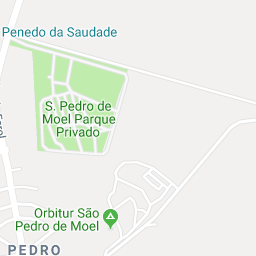 Penedo da Saudade
S. Pedro de
Moel Parque
Privado
Orbitur São
Pedro de Moel
PEDRO